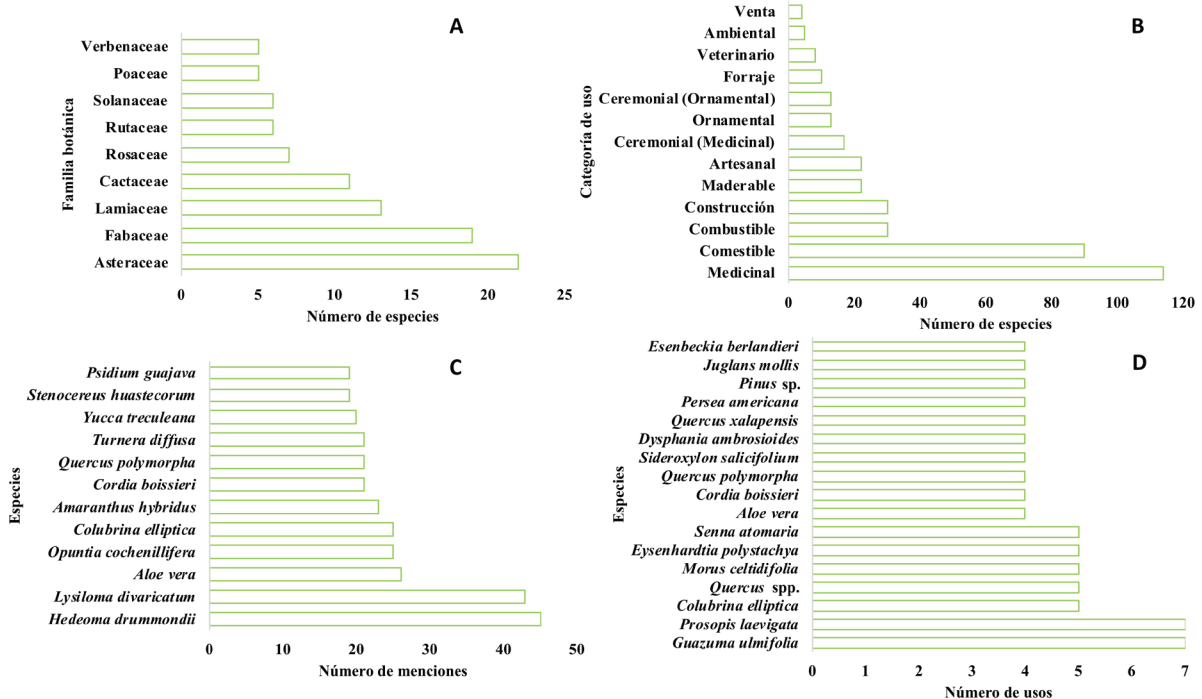 A
Familia botánica
Verbenaceae
Poaceae
Solanaceae
Rutaceae
Rosaceae
Cactaceae
Lamiaceae
Fabaceae
Asteraceae
0 5 10 15 20 25
Número de especies
B
Categoría de uso
Venta
Ambiental
Veterinario
Forraje
Ceremonial (Ornamental)
Ornamental
Ceremonial (Medicinal)
Artesanal
Maderable
Construcción
Combustible
Comestible
Medicinal
0 20 40 60 80 100 120
Número de especies
C
Especies
Psidium guajava
Stenocereus huastecorum
Yucca treculeana
Turnera diffusa
Quercus polymorpha
Cordia boissieri
Amaranthus hybridus
Colubrina elliptica
Opuntia cochenillifera
Aloe vera
Lysiloma divaricatum
Hedeoma drummondii
0 10 20 30 40 50
Número de menciones
D
Especies
Esenbeckia berlandieri
Juglans mollis
Pinus sp.
Persea americana
Quercus xalapensis
Dysphania ambrosioides
Sideroxylon salicifolium
Quercus polymorpha
Cordia boissieri
Aloe vera
Senna atomaria
Eysenhardtia polystachya
Morus celtidifolia
Quercus spp.
Colubrina elliptica
Prosopis laevigata
Guazuma ulmifolia
0 1 2 3 4 5 6 7
Número de usos